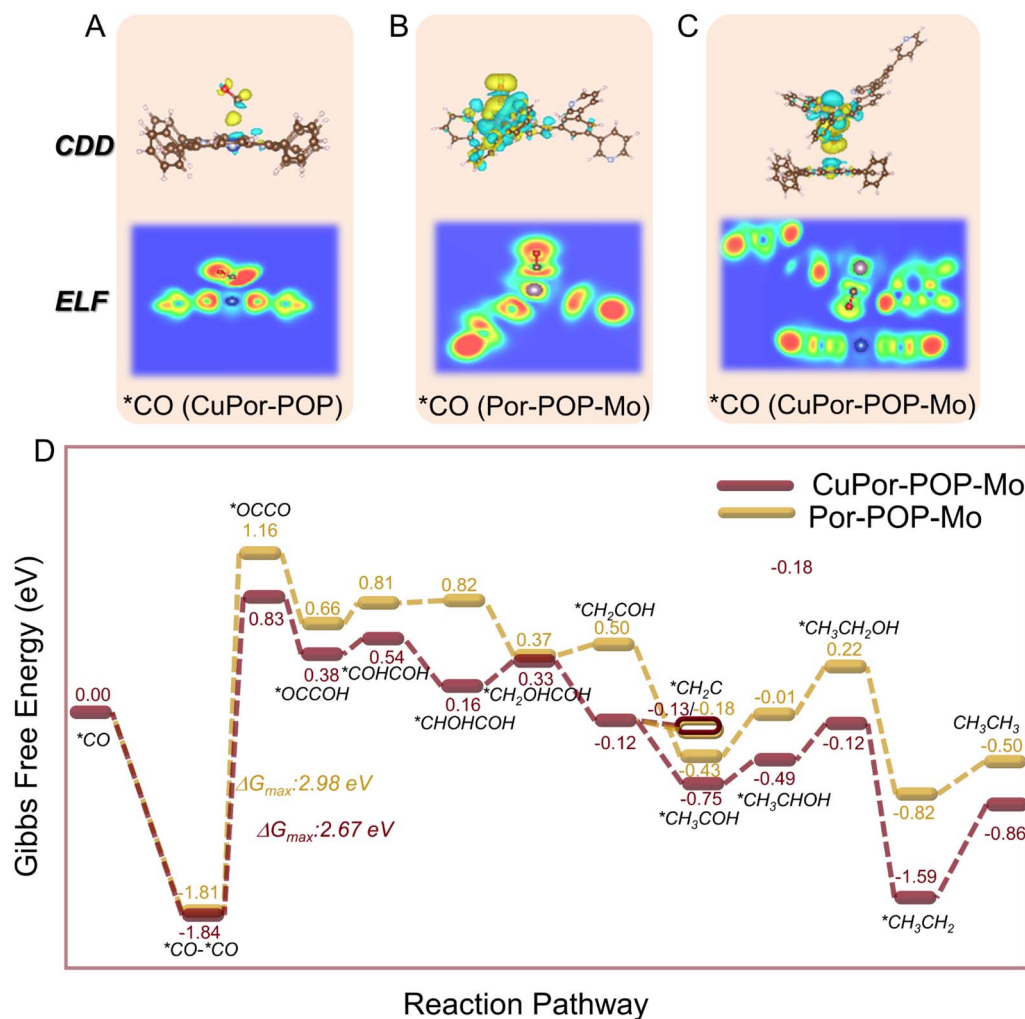 A
B
C
CDD
ELF
*CO (CuPor-POP)
*CO (Por-POP-Mo)
*CO (CuPor-POP-Mo)
D
CuPor-POP-Mo
Por-POP-Mo
Gibbs Free Energy (eV)
0.00
*CO
-1.81
-1.84
*CO-*CO
*OCCO
1.16
0.83
ΔGmax:2.98 eV
ΔGmax:2.67 eV
0.66
0.38
*OCCOH
0.81
0.54
*COHCOH
0.82
0.16
*CHOHCOH
0.37
0.33
*CH2OHCOH
*CH2COH
0.50
-0.12
-0.18
*CH2C
-0.13/-0.18
-0.43
-0.75
*CH3COH
-0.01
-0.49
*CH3CHOH
*CH3CH2OH
0.22
-0.12
-0.82
-1.59
*CH3CH2
CH3CH3
-0.50
-0.86
Reaction Pathway